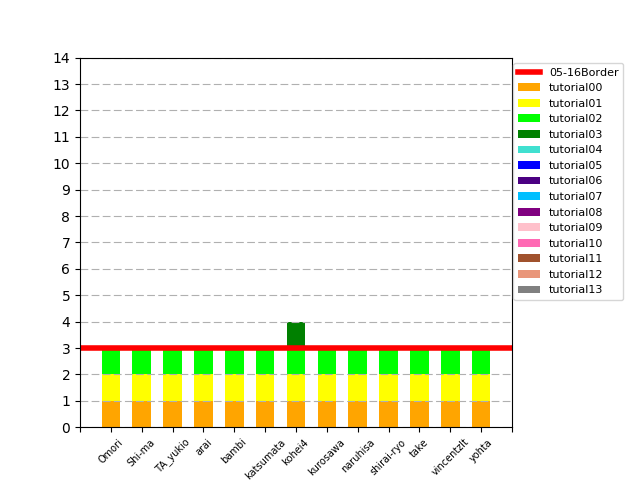 14
13
12
11
10
9
8
7
6
5
4
3
2
1
0
Omori
Shi-ma
TA_yukio
arai
bambi
katsumata
kohei4
kurosawa
naruhisa
shirai-ryo
take
vincentzlt
yohta
05-16Border
tutorial00
tutorial01
tutorial02
tutorial03
tutorial04
tutorial05
tutorial06
tutorial07
tutorial08
tutorial09
tutorial10
tutorial11
tutorial12
tutorial13